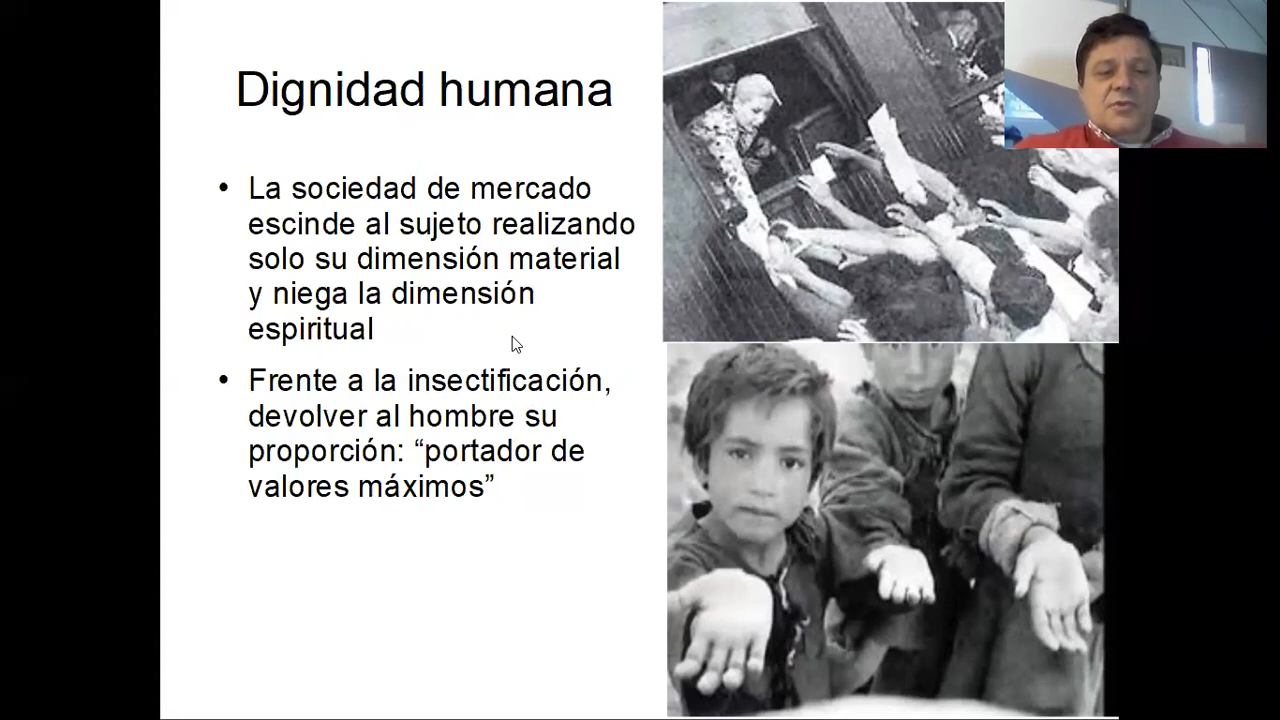 Dignidad humana
• La sociedad de mercado
escinde al sujeto realizando
solo su dimensión material
y niega la dimensión
espiritual
• Frente a la insectificación,
devolver al hombre su
proporción: “portador de
valores máximos”